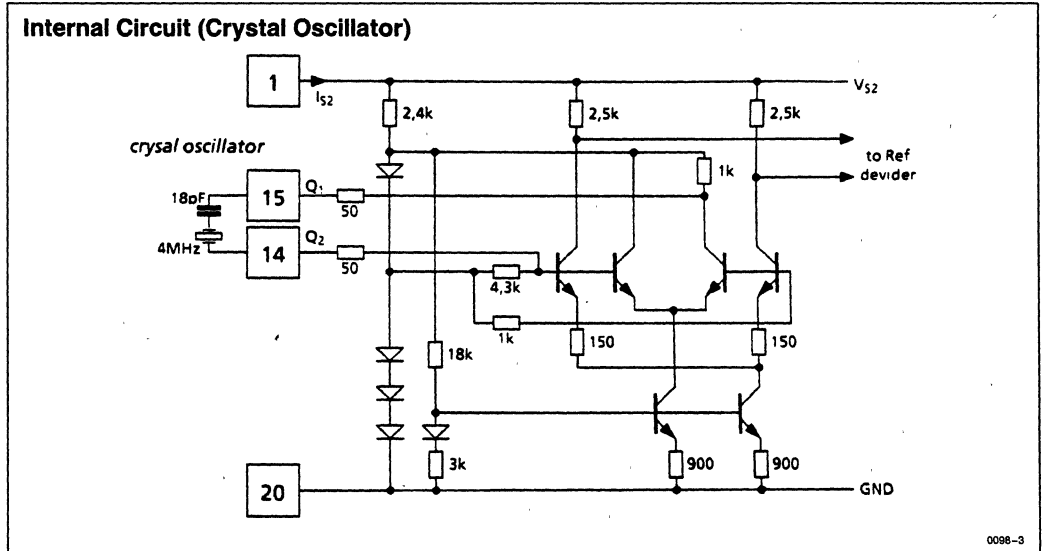 Internal Circuit (Crystal Oscillator)
1
IS2
VS2
2,4k
2,5k
2,5k
crysal oscillator
to Ref
devider
1k
15
Q1
18pF
50
14
Q2
4MHz
50
4,3k
1k
150
150
18k
3k
900
900
20
GND
0098-3